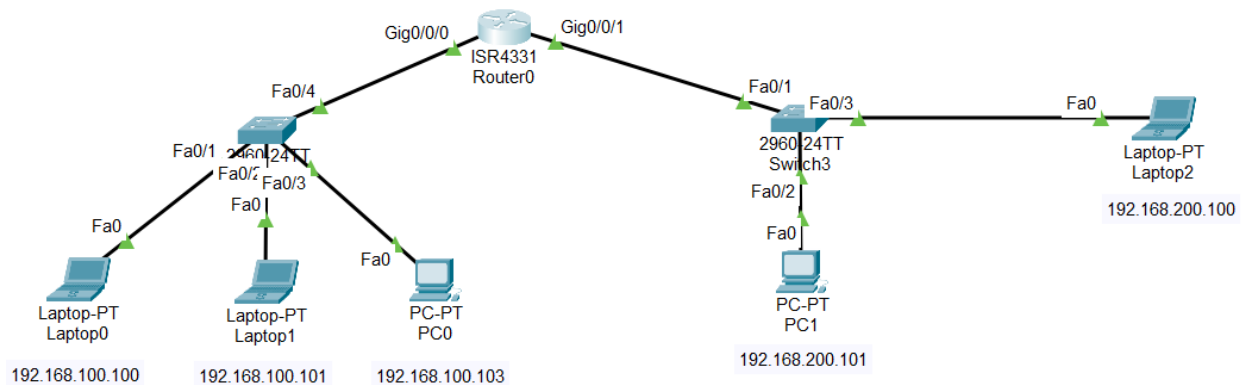 Gig0/0/0
Gig0/0/1
ISR4331
Router0
Fa0/4
Fa0/1
Fa0/3
Fa0
2960-24TT
Switch3
Laptop-PT
Laptop2
192.168.200.100
Fa0/1
2960-24TT
Fa0/2
Fa0/3
Fa0/2
Fa0
Fa0
Fa0
Fa0
Laptop-PT
Laptop0
Laptop-PT
Laptop1
PC-PT
PC0
PC-PT
PC1
192.168.100.100
192.168.100.101
192.168.100.103
192.168.200.101